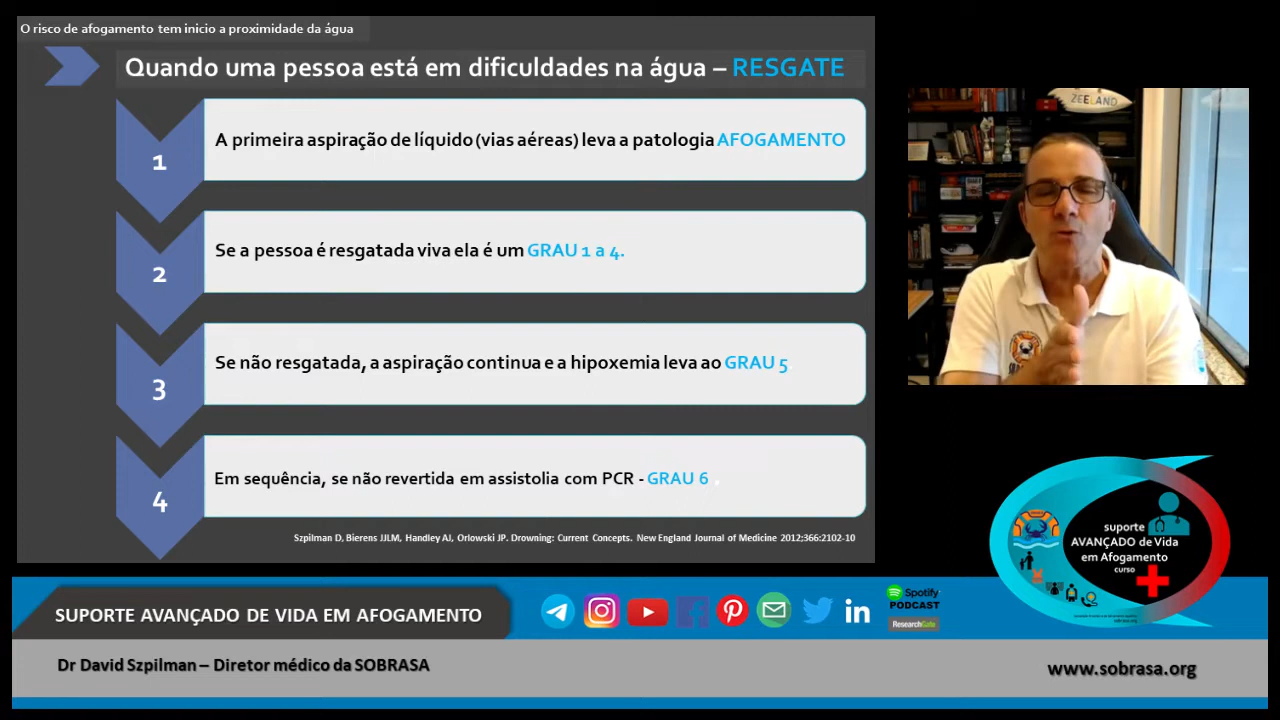 O risco de afogamento tem inicio a proximidade da água
Quando uma pessoa está em dificuldades na água – RESGATE
1
A primeira aspiração de líquido (vias aéreas) leva a patologia AFOGAMENTO
2
Se a pessoa é resgatada viva ela é um GRAU 1 a 4.
3
Se não resgatada, a aspiração continua e a hipoxemia leva ao GRAU 5
4
Em sequência, se não revertida em assistolia com PCR - GRAU 6 .
Szpilman D, Bierens JJLM, Handley AJ, Orlowski JP. Drowning: Current Concepts. New England Journal of Medicine 2012;366:2102-10
ZEELAND
suporte
AVANÇADO de Vida
em Afogamento
curso
sobrasa.org
SUPORTE AVANÇADO DE VIDA EM AFOGAMENTO
Spotify
PODCAST
ResearchGate
Dr David Szpilman – Diretor médico da SOBRASA
www.sobrasa.org